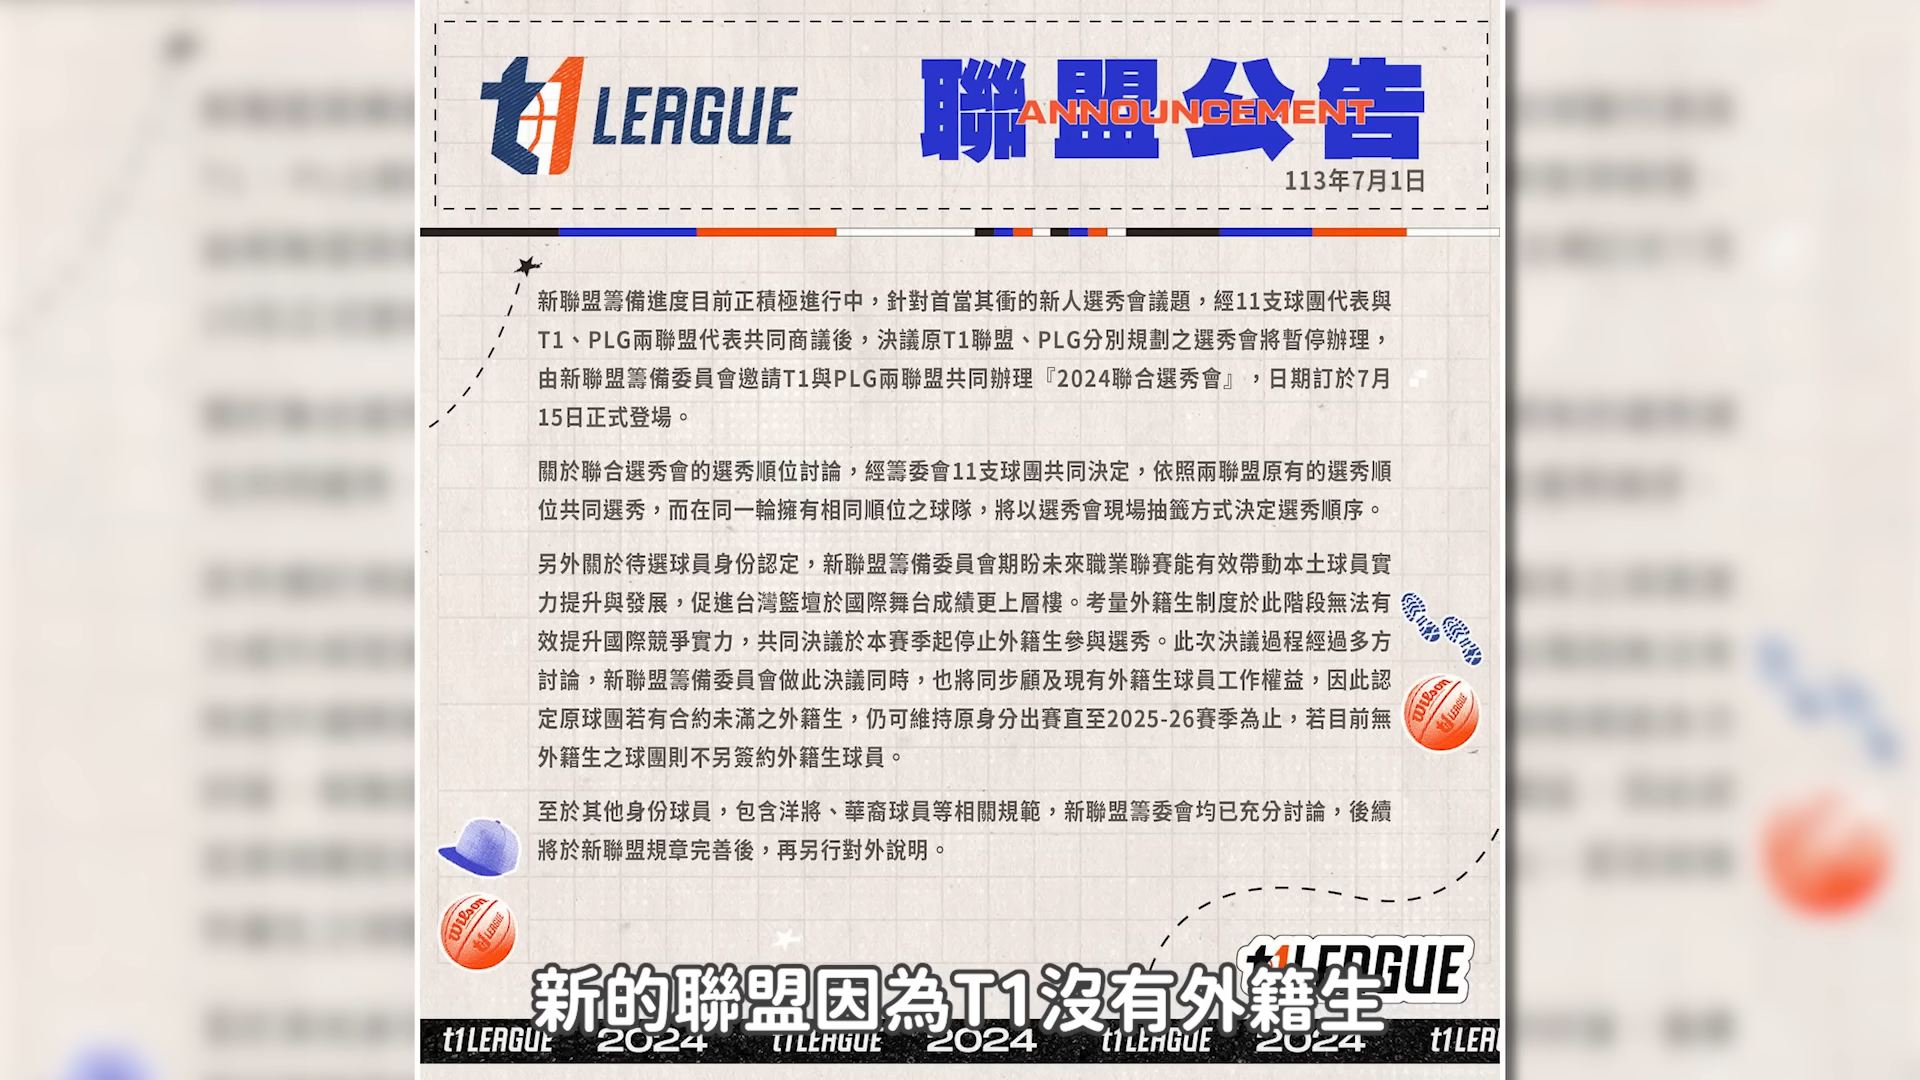 t1 LEAGUE
聯盟公告
ANNOUNCEMENT
113年7月1日
新聯盟籌備進度目前正積極進行中，針對首當其衝的新人選秀會議題，經11支球團代表與
T1、PLG兩聯盟代表共同商議後，決議原T1聯盟、PLG分別規劃之選秀會將暫停辦理，
由新聯盟籌備委員會邀請T1與PLG兩聯盟共同辦理『2024聯合選秀會』，日期訂於7月
15日正式登場。
關於聯合選秀會的選秀順位討論，經籌委會11支球團共同決定，依照兩聯盟原有的選秀順
位共同選秀，而在同一輪擁有相同順位之球隊，將以選秀會現場抽籤方式決定選秀順序。
另外關於待選球員身份認定，新聯盟籌備委員會期盼未來職業聯賽能有效帶動本土球員實
力提升與發展，促進台灣籃壇於國際舞台成績更上層樓。考量外籍生制度於此階段無法有
效提升國際競爭實力，共同決議於本賽季起停止外籍生參與選秀。此次決議過程經過多方
討論，新聯盟籌備委員會做此決議同時，也將同步顧及現有外籍生球員工作權益，因此認
定原球團若有合約未滿之外籍生，仍可維持原身分出賽直至2025-26賽季為止，若目前無
外籍生之球團則不另簽約外籍生球員。
Wilson
t1 LEAGUE
至於其他身份球員，包含洋將、華裔球員等相關規範，新聯盟籌委會均已充分討論，後續
將於新聯盟規章完善後，再另行對外說明。
Wilson
t1 LEAGUE
t1 LEAGUE
新的聯盟因為T1沒有外籍生
t1 LEAGUE 2024 t1 LEAGUE 2024 t1 LEAGUE 2024 t1 LEA